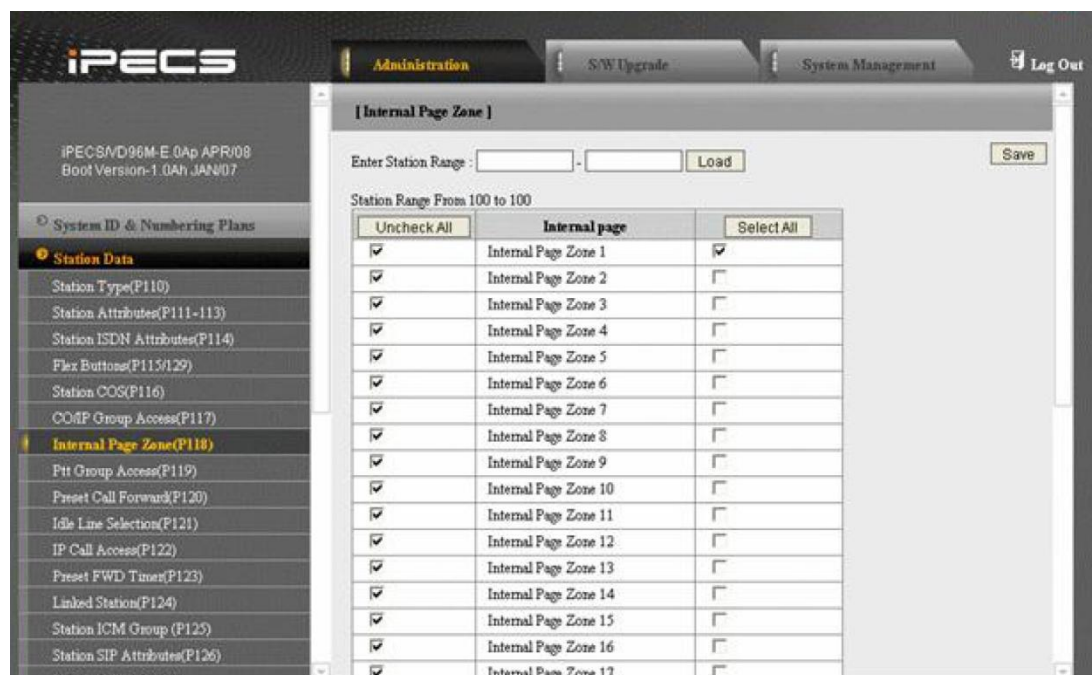 iPECS
Administration
S/W Upgrade
System Management
Log Out
iPECS/VD96M-E.0Ap APR/08
Boot Version-1.0Ah JAN/07
System ID & Numbering Plans
Station Data
Station Type(P110)
Station Attributes(P111~113)
Station ISDN Attributes(P114)
Flex Buttons(P115/129)
Station COS(P116)
CO/IP Group Access(P117)
Internal Page Zone(P118)
Ptt Group Access(P119)
Preset Call Forward(P120)
Idle Line Selection(P121)
IP Call Access(P122)
Preset FWD Timer(P123)
Linked Station(P124)
Station ICM Group (P125)
Station SIP Attributes(P126)
[ Internal Page Zone ]
Enter Station Range : - Load
Save
Station Range From 100 to 100
Uncheck All Internal page Select All
Internal Page Zone 1
Internal Page Zone 2
Internal Page Zone 3
Internal Page Zone 4
Internal Page Zone 5
Internal Page Zone 6
Internal Page Zone 7
Internal Page Zone 8
Internal Page Zone 9
Internal Page Zone 10
Internal Page Zone 11
Internal Page Zone 12
Internal Page Zone 13
Internal Page Zone 14
Internal Page Zone 15
Internal Page Zone 16
Internal Page Zone 17